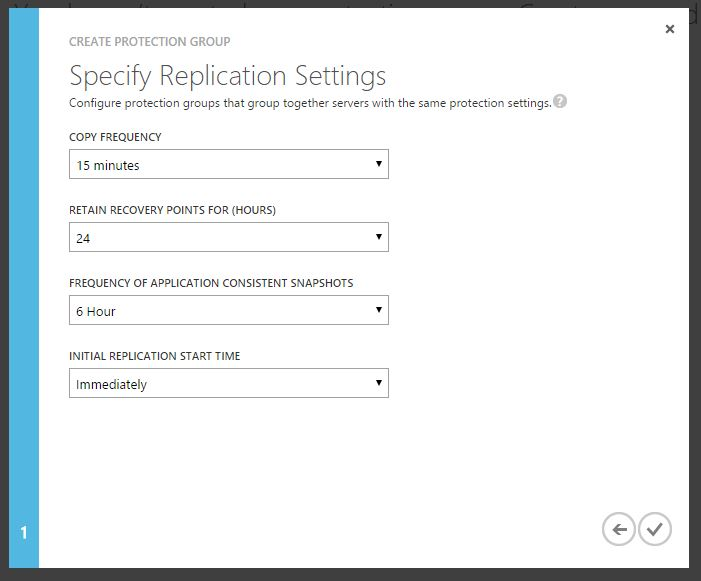 CREATE PROTECTION GROUP
Specify Replication Settings
Configure protection groups that group together servers with the same protection settings. ?
COPY FREQUENCY
15 minutes
RETAIN RECOVERY POINTS FOR (HOURS)
24
FREQUENCY OF APPLICATION CONSISTENT SNAPSHOTS
6 Hour
INITIAL REPLICATION START TIME
Immediately
1